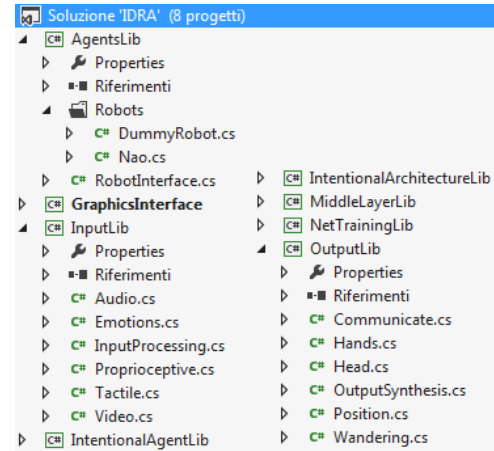 Soluzione 'IDRA' (8 progetti)
C# AgentsLib
Properties
Riferimenti
Robots
C# DummyRobot.cs
C# Nao.cs
C# RobotInterface.cs
C# GraphicsInterface
C# InputLib
Properties
Riferimenti
C# Audio.cs
C# Emotions.cs
C# InputProcessing.cs
C# Proprioceptive.cs
C# Tactile.cs
C# Video.cs
C# IntentionalAgentLib
C# IntentionalArchitectureLib
C# MiddleLayerLib
C# NetTrainingLib
C# OutputLib
Properties
Riferimenti
C# Communicate.cs
C# Hands.cs
C# Head.cs
C# OutputSynthesis.cs
C# Position.cs
C# Wandering.cs